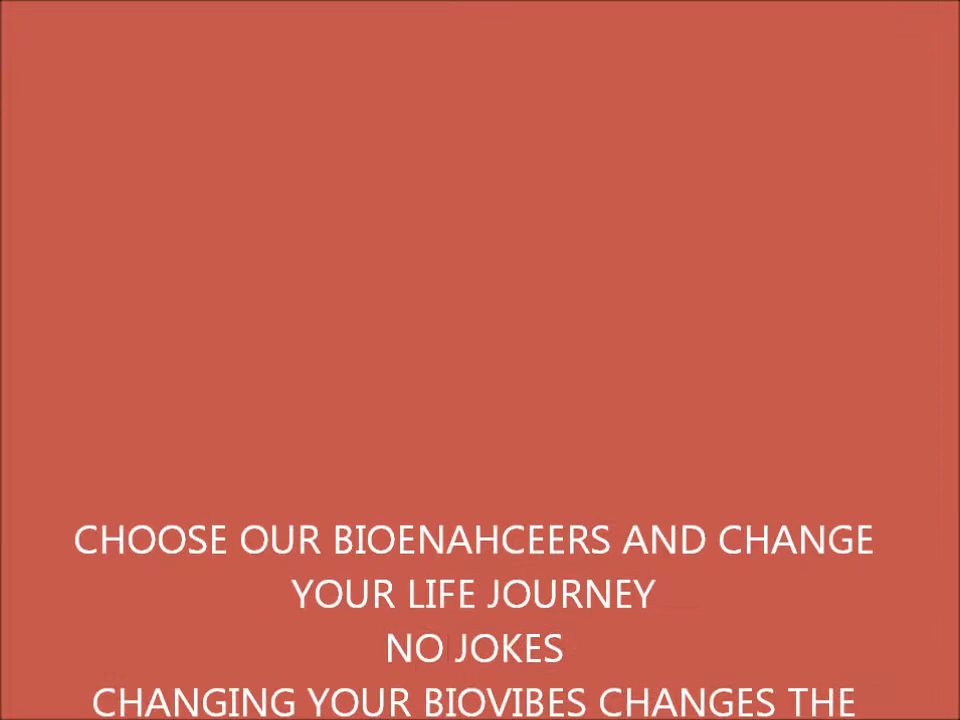 CHOOSE OUR BIOENAHCEERS AND CHANGE
YOUR LIFE JOURNEY
NO JOKES
CHANGING YOUR BIOVIBES CHANGES THE